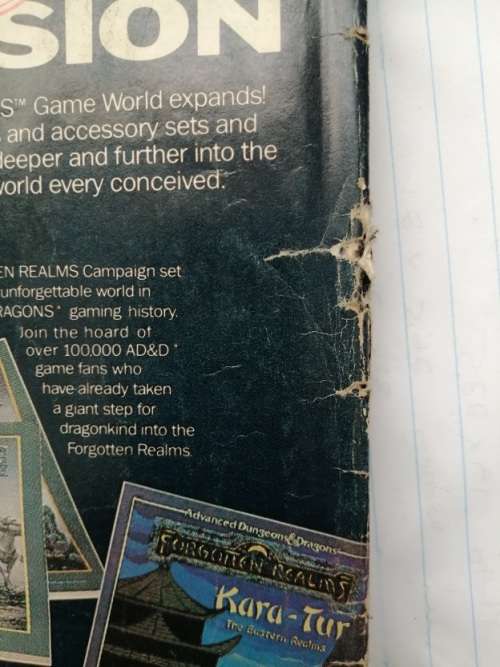 SION
S™ Game World expands!
and accessory sets and
deeper and further into the
world every conceived.
EN REALMS Campaign set
unforgettable world in
RAGONS* gaming history.
Join the hoard of
over 100,000 AD&D*
game fans who
have already taken
a giant step for
dragonkind into the
Forgotten Realms.
Advanced Dungeons & Dragons
FORGOTTEN REALMS
Kara-Tur
The Eastern Realms